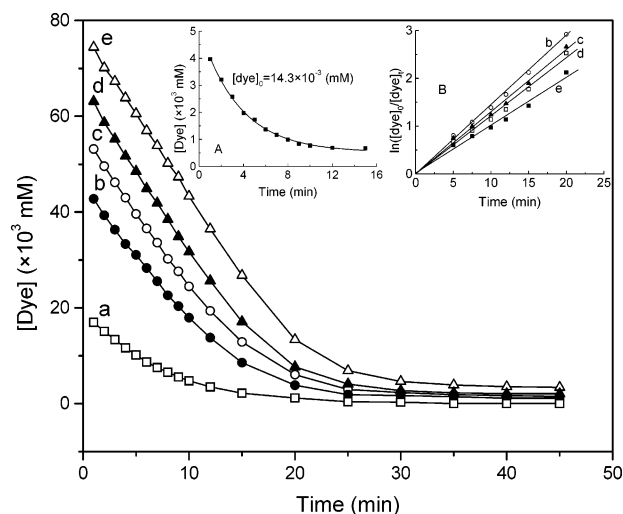 80
60
40
20
0
[Dye] (×10³ mM)
0 10 20 30 40 50 60
Time (min)
e
d
c
b
a
5
4
3
2
1
0
[Dye] (×10³ mM)
[dye]₀=14.3×10⁻³ (mM)
A
0 4 8 12 16
Time (min)
3
2
1
0
ln([dye]₀/[dye]ₜ)
B
b
c
d
e
0 5 10 15 20 25
Time (min)